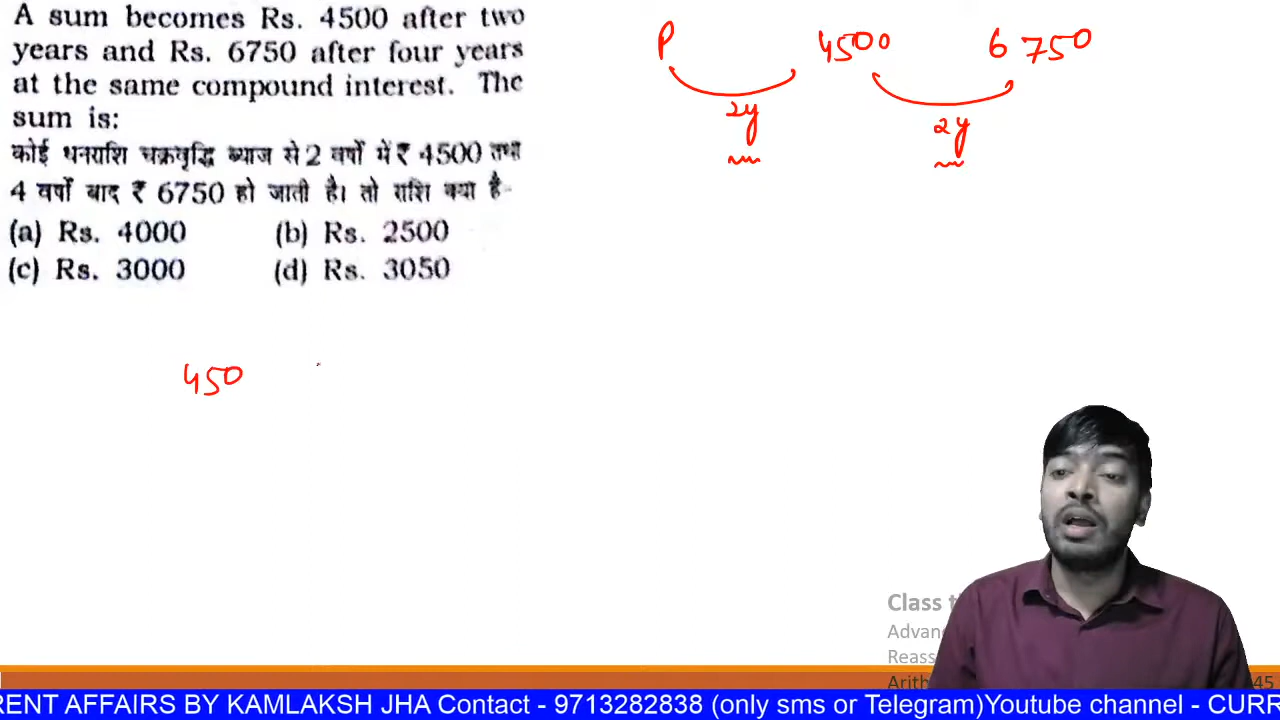 A sum becomes Rs. 4500 after two
years and Rs. 6750 after four years
at the same compound interest. The
sum is:
कोई धनराशि चक्रवृद्धि ब्याज से 2 वर्षों में ₹ 4500 तथा
4 वर्षों बाद ₹ 6750 हो जाती है। तो राशि क्या है-
(a) Rs. 4000 (b) Rs. 2500
(c) Rs. 3000 (d) Rs. 3050
P 4500 6750
2y 2y
450
Class
Advan
Reas
Arith 45
RENT AFFAIRS BY KAMLAKSH JHA Contact - 9713282838 (only sms or Telegram)Youtube channel - CURR